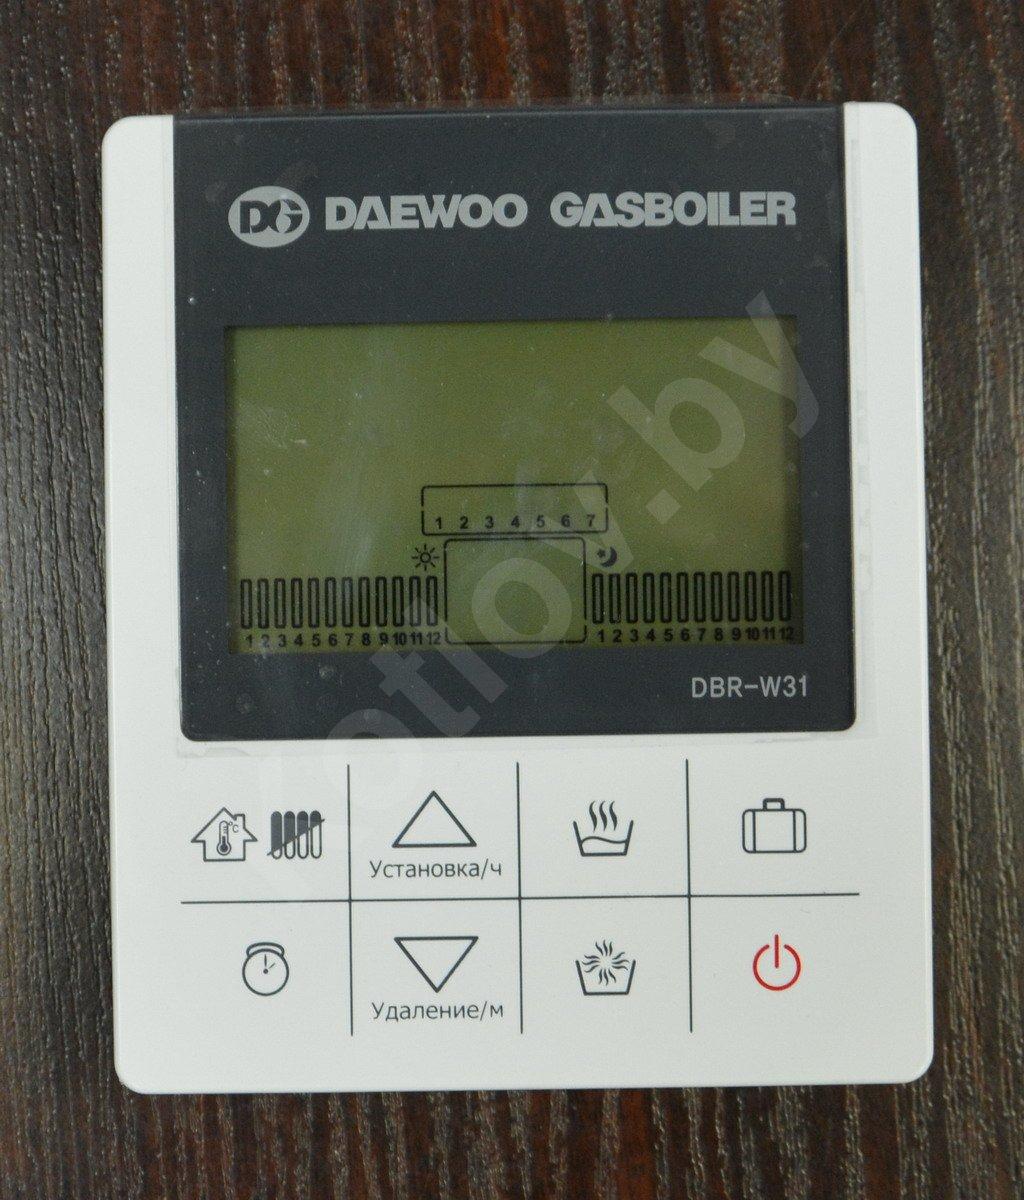 DG DAEWOO GASBOILER
1 2 3 4 5 6 7
1 2 3 4 5 6 7 8 9 10 11 12
1 2 3 4 5 6 7 8 9 10 11 12
DBR-W31
°C
Установка/ч
Удаление/м
kotloy.by